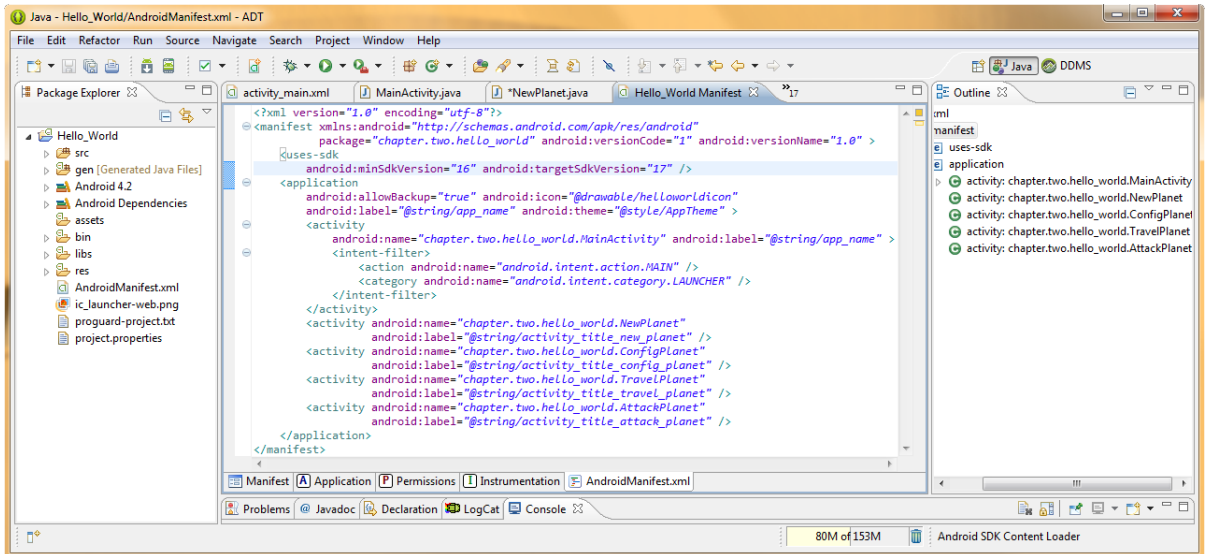 Java - Hello_World/AndroidManifest.xml - ADT
File Edit Refactor Run Source Navigate Search Project Window Help
Java DDMS
Package Explorer
activity_main.xml MainActivity.java *NewPlanet.java Hello_World Manifest »17
Outline
Hello_World
src
gen [Generated Java Files]
Android 4.2
Android Dependencies
assets
bin
libs
res
AndroidManifest.xml
ic_launcher-web.png
proguard-project.txt
project.properties
<?xml version="1.0" encoding="utf-8"?>
<manifest xmlns:android="http://schemas.android.com/apk/res/android"
package="chapter.two.hello_world" android:versionCode="1" android:versionName="1.0" >
<uses-sdk
android:minSdkVersion="16" android:targetSdkVersion="17" />
<application
android:allowBackup="true" android:icon="@drawable/helloworldicon"
android:label="@string/app_name" android:theme="@style/AppTheme" >
<activity
android:name="chapter.two.hello_world.MainActivity" android:label="@string/app_name" >
<intent-filter>
<action android:name="android.intent.action.MAIN" />
<category android:name="android.intent.category.LAUNCHER" />
</intent-filter>
</activity>
<activity android:name="chapter.two.hello_world.NewPlanet"
android:label="@string/activity_title_new_planet" />
<activity android:name="chapter.two.hello_world.ConfigPlanet"
android:label="@string/activity_title_config_planet" />
<activity android:name="chapter.two.hello_world.TravelPlanet"
android:label="@string/activity_title_travel_planet" />
<activity android:name="chapter.two.hello_world.AttackPlanet"
android:label="@string/activity_title_attack_planet" />
</application>
</manifest>
xml
manifest
uses-sdk
application
activity: chapter.two.hello_world.MainActivity
activity: chapter.two.hello_world.NewPlanet
activity: chapter.two.hello_world.ConfigPlanet
activity: chapter.two.hello_world.TravelPlanet
activity: chapter.two.hello_world.AttackPlanet
Manifest A Application P Permissions I Instrumentation AndroidManifest.xml
Problems @ Javadoc Declaration LogCat Console
80M of 153M Android SDK Content Loader